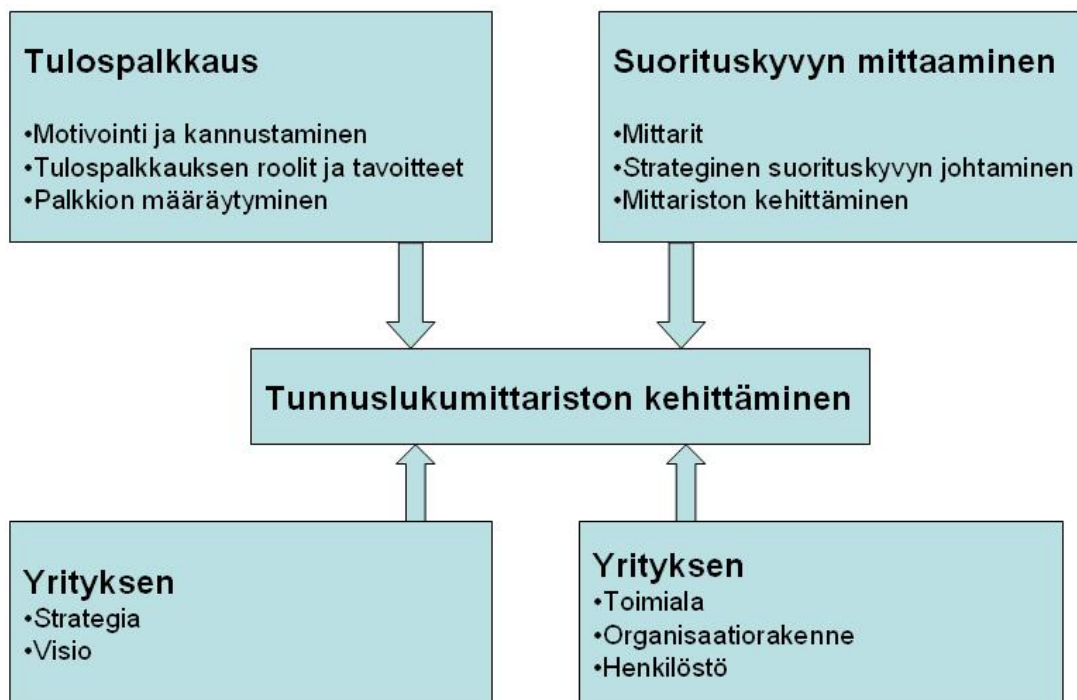 Tulospalkkaus
•Motivointi ja kannustaminen
•Tulospalkkauksen roolit ja tavoitteet
•Palkkion määräytyminen
Suorituskyvyn mittaaminen
•Mittarit
•Strateginen suorituskyvyn johtaminen
•Mittariston kehittäminen
Tunnuslukumittariston kehittäminen
Yrityksen
•Strategia
•Visio
Yrityksen
•Toimiala
•Organisaatiorakenne
•Henkilöstö